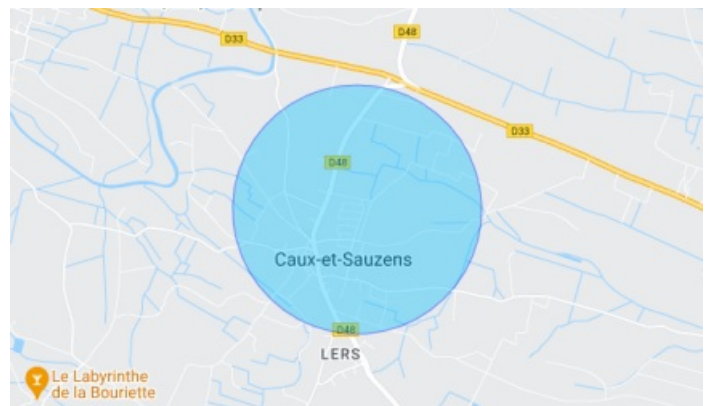 D48
D33
D33
D48
Caux-et-Sauzens
D48
LERS
Le Labyrinthe
de la Bouriette